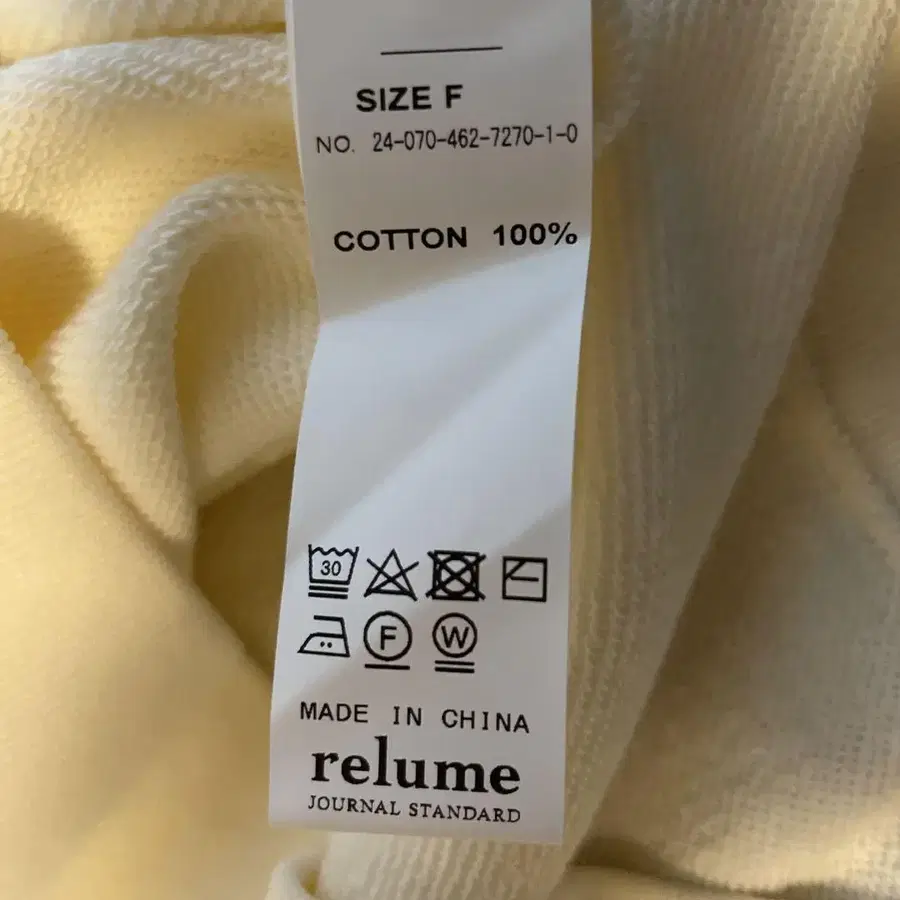 SIZE F
NO. 24-070-462-7270-1-0
COTTON 100%
30
F W
MADE IN CHINA
relume
JOURNAL STANDARD